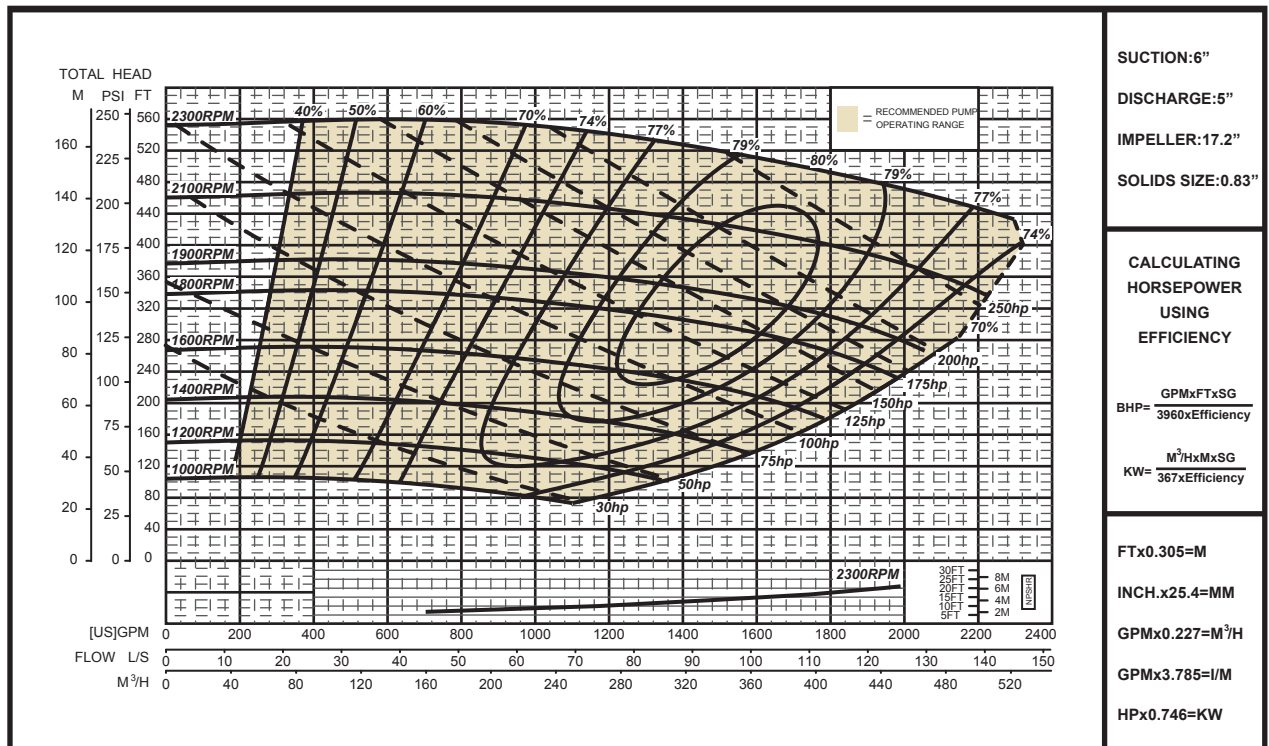 TOTAL HEAD
M PSI FT
160
140
120
100
80
60
40
20
0
250
225
200
175
150
125
100
75
50
25
0
560
520
480
440
400
360
320
280
240
200
160
120
80
40
0
2300RPM
2100RPM
1900RPM
1800RPM
1600RPM
1400RPM
1200RPM
1000RPM
40%
50%
60%
70%
74%
77%
79%
80%
79%
77%
74%
70%
= RECOMMENDED PUMP
OPERATING RANGE
250hp
200hp
175hp
150hp
125hp
100hp
75hp
50hp
30hp
2300RPM
30FT
25FT
20FT
15FT
10FT
5FT
8M
6M
4M
2M
NPSHR
[US]GPM 0 200 400 600 800 1000 1200 1400 1600 1800 2000 2200 2400
FLOW L/S 0 10 20 30 40 50 60 70 80 90 100 110 120 130 140 150
M³/H 0 40 80 120 160 200 240 280 320 360 400 440 480 520
SUCTION:6”
DISCHARGE:5”
IMPELLER:17.2”
SOLIDS SIZE:0.83”
CALCULATING
HORSEPOWER
USING
EFFICIENCY
BHP= GPMxFTxSG
3960xEfficiency
KW= M³/HxMxSG
367xEfficiency
FTx0.305=M
INCH.x25.4=MM
GPMx0.227=M³/H
GPMx3.785=l/M
HPx0.746=KW